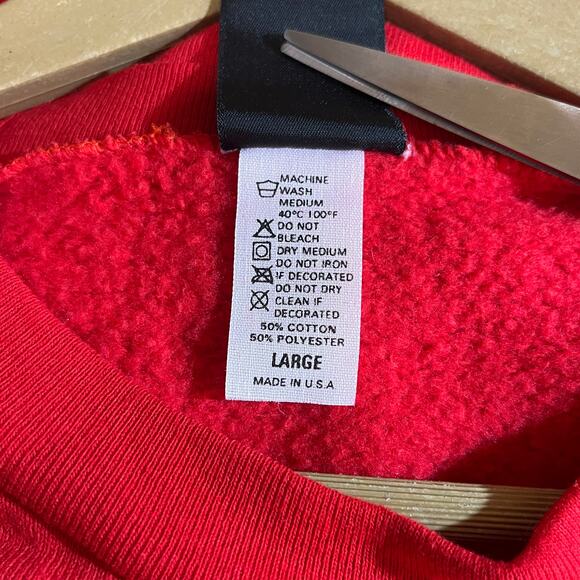 MACHINE
WASH
MEDIUM
40°C 100°F
DO NOT
BLEACH
DRY MEDIUM
DO NOT IRON
IF DECORATED
DO NOT DRY
CLEAN IF
DECORATED
50% COTTON
50% POLYESTER
LARGE
MADE IN U.S.A